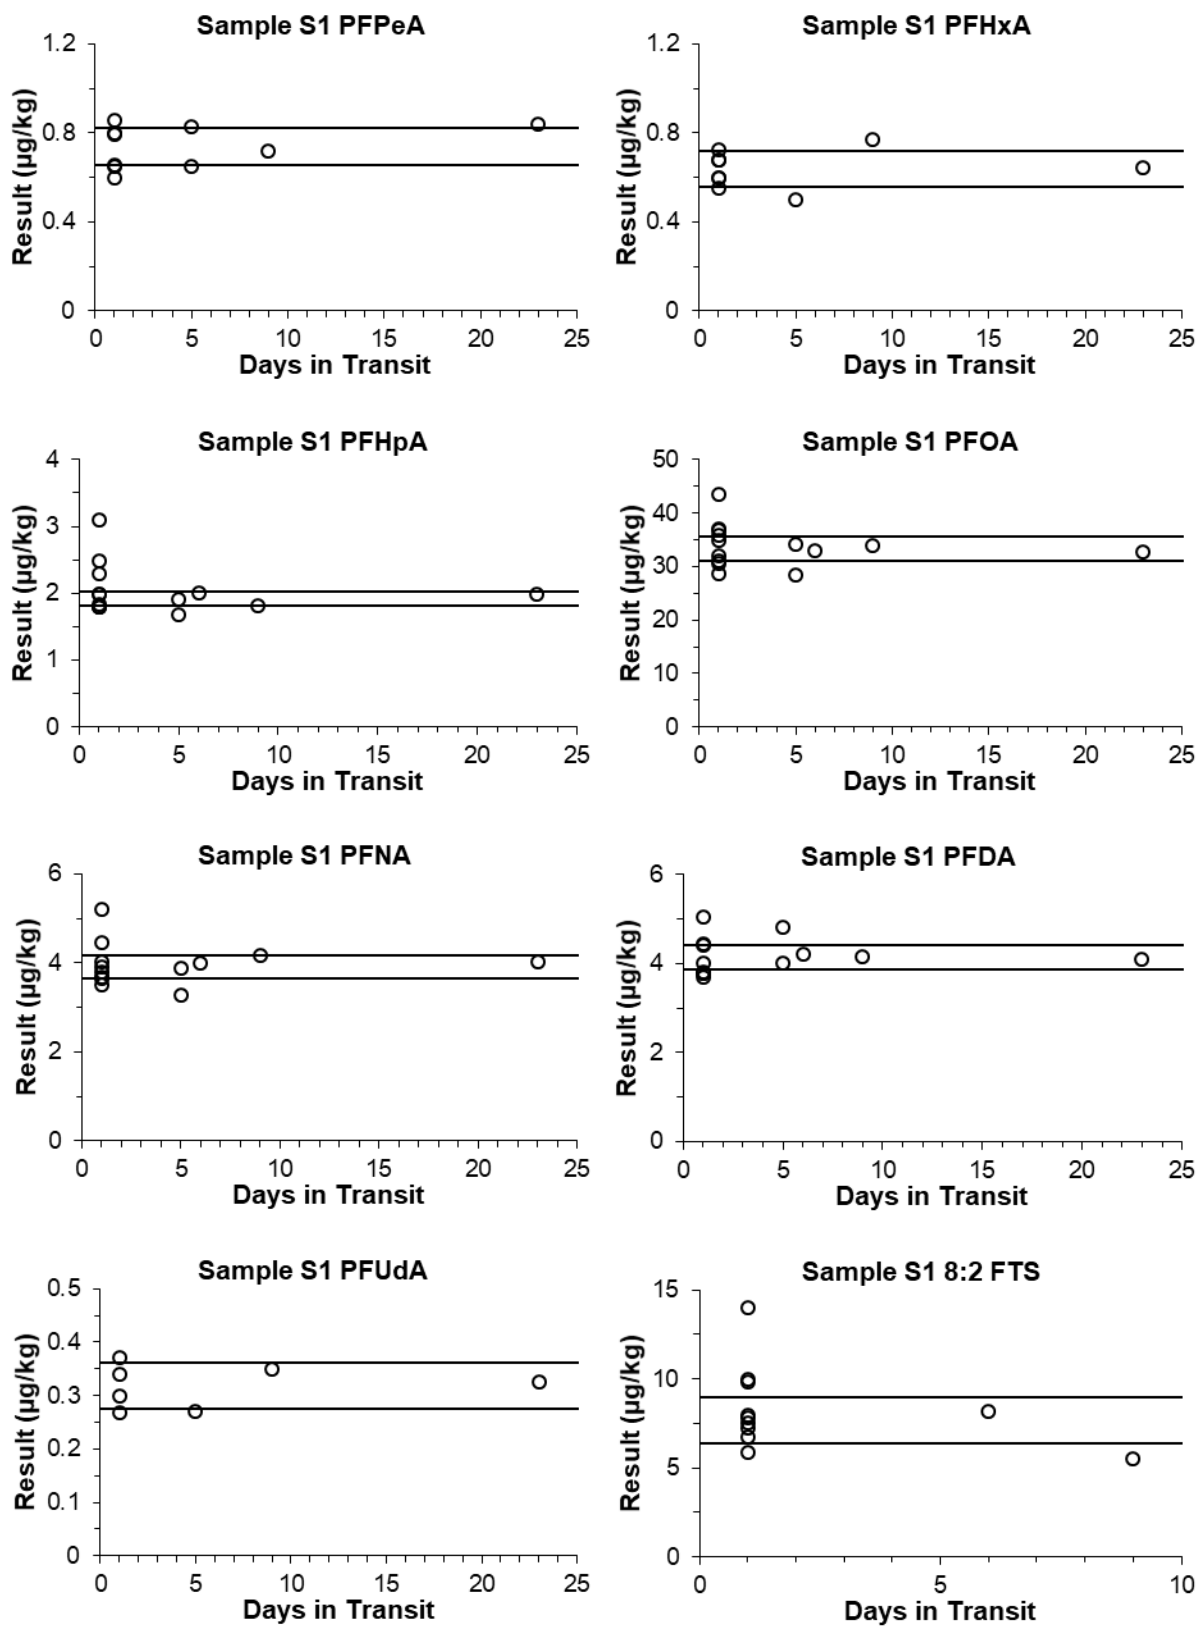 Sample S1 PFPeA
Result (µg/kg)
1.2
0.8
0.4
0
0 5 10 15 20 25
Days in Transit
Sample S1 PFHxA
Result (µg/kg)
1.2
0.8
0.4
0
0 5 10 15 20 25
Days in Transit
Sample S1 PFHpA
Result (µg/kg)
4
3
2
1
0
0 5 10 15 20 25
Days in Transit
Sample S1 PFOA
Result (µg/kg)
50
40
30
20
10
0
0 5 10 15 20 25
Days in Transit
Sample S1 PFNA
Result (µg/kg)
6
4
2
0
0 5 10 15 20 25
Days in Transit
Sample S1 PFDA
Result (µg/kg)
6
4
2
0
0 5 10 15 20 25
Days in Transit
Sample S1 PFUdA
Result (µg/kg)
0.5
0.4
0.3
0.2
0.1
0
0 5 10 15 20 25
Days in Transit
Sample S1 8:2 FTS
Result (µg/kg)
15
10
5
0
0 5 10
Days in Transit